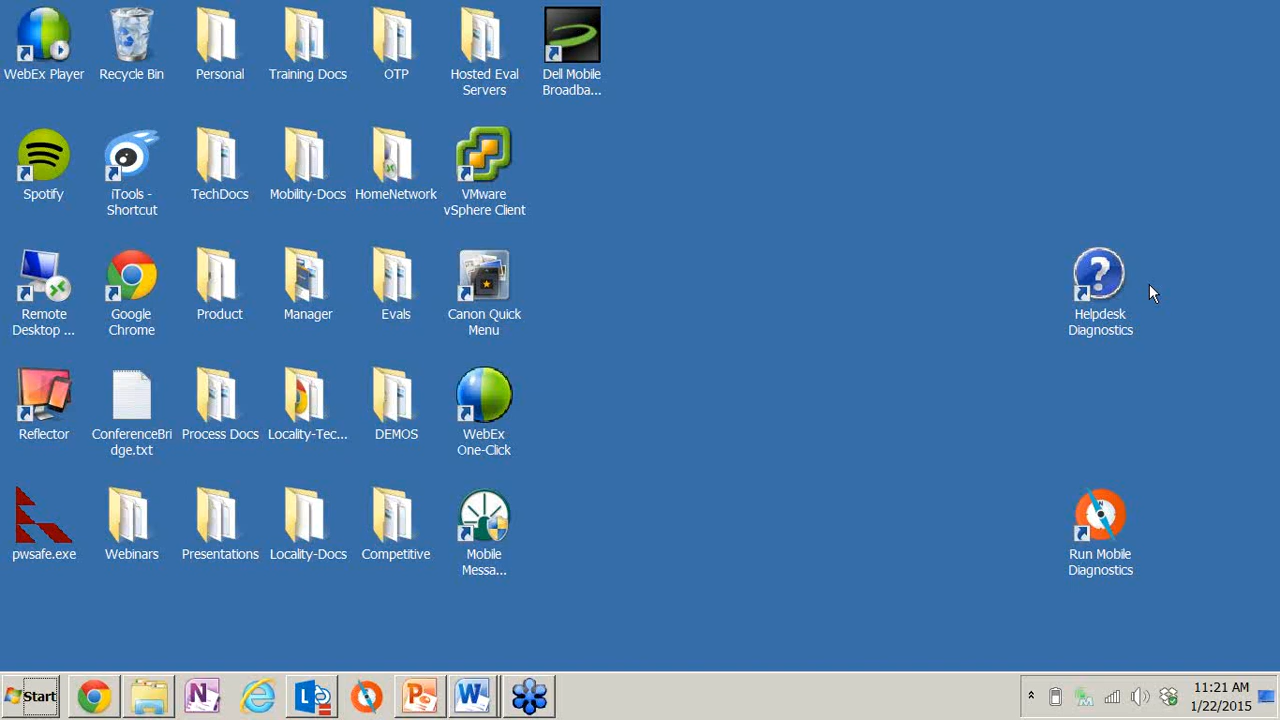 WebEx Player
Recycle Bin
Personal
Training Docs
OTP
Hosted Eval
Servers
Dell Mobile
Broadba...
Spotify
iTools -
Shortcut
TechDocs
Mobility-Docs
HomeNetwork
VMware
vSphere Client
Remote
Desktop ...
Google
Chrome
Product
Manager
Evals
Canon Quick
Menu
Helpdesk
Diagnostics
Reflector
ConferenceBri
dge.txt
Process Docs
Locality-Tec...
DEMOS
WebEx
One-Click
pwsafe.exe
Webinars
Presentations
Locality-Docs
Competitive
Mobile
Messa...
Run Mobile
Diagnostics
Start
11:21 AM
1/22/2015